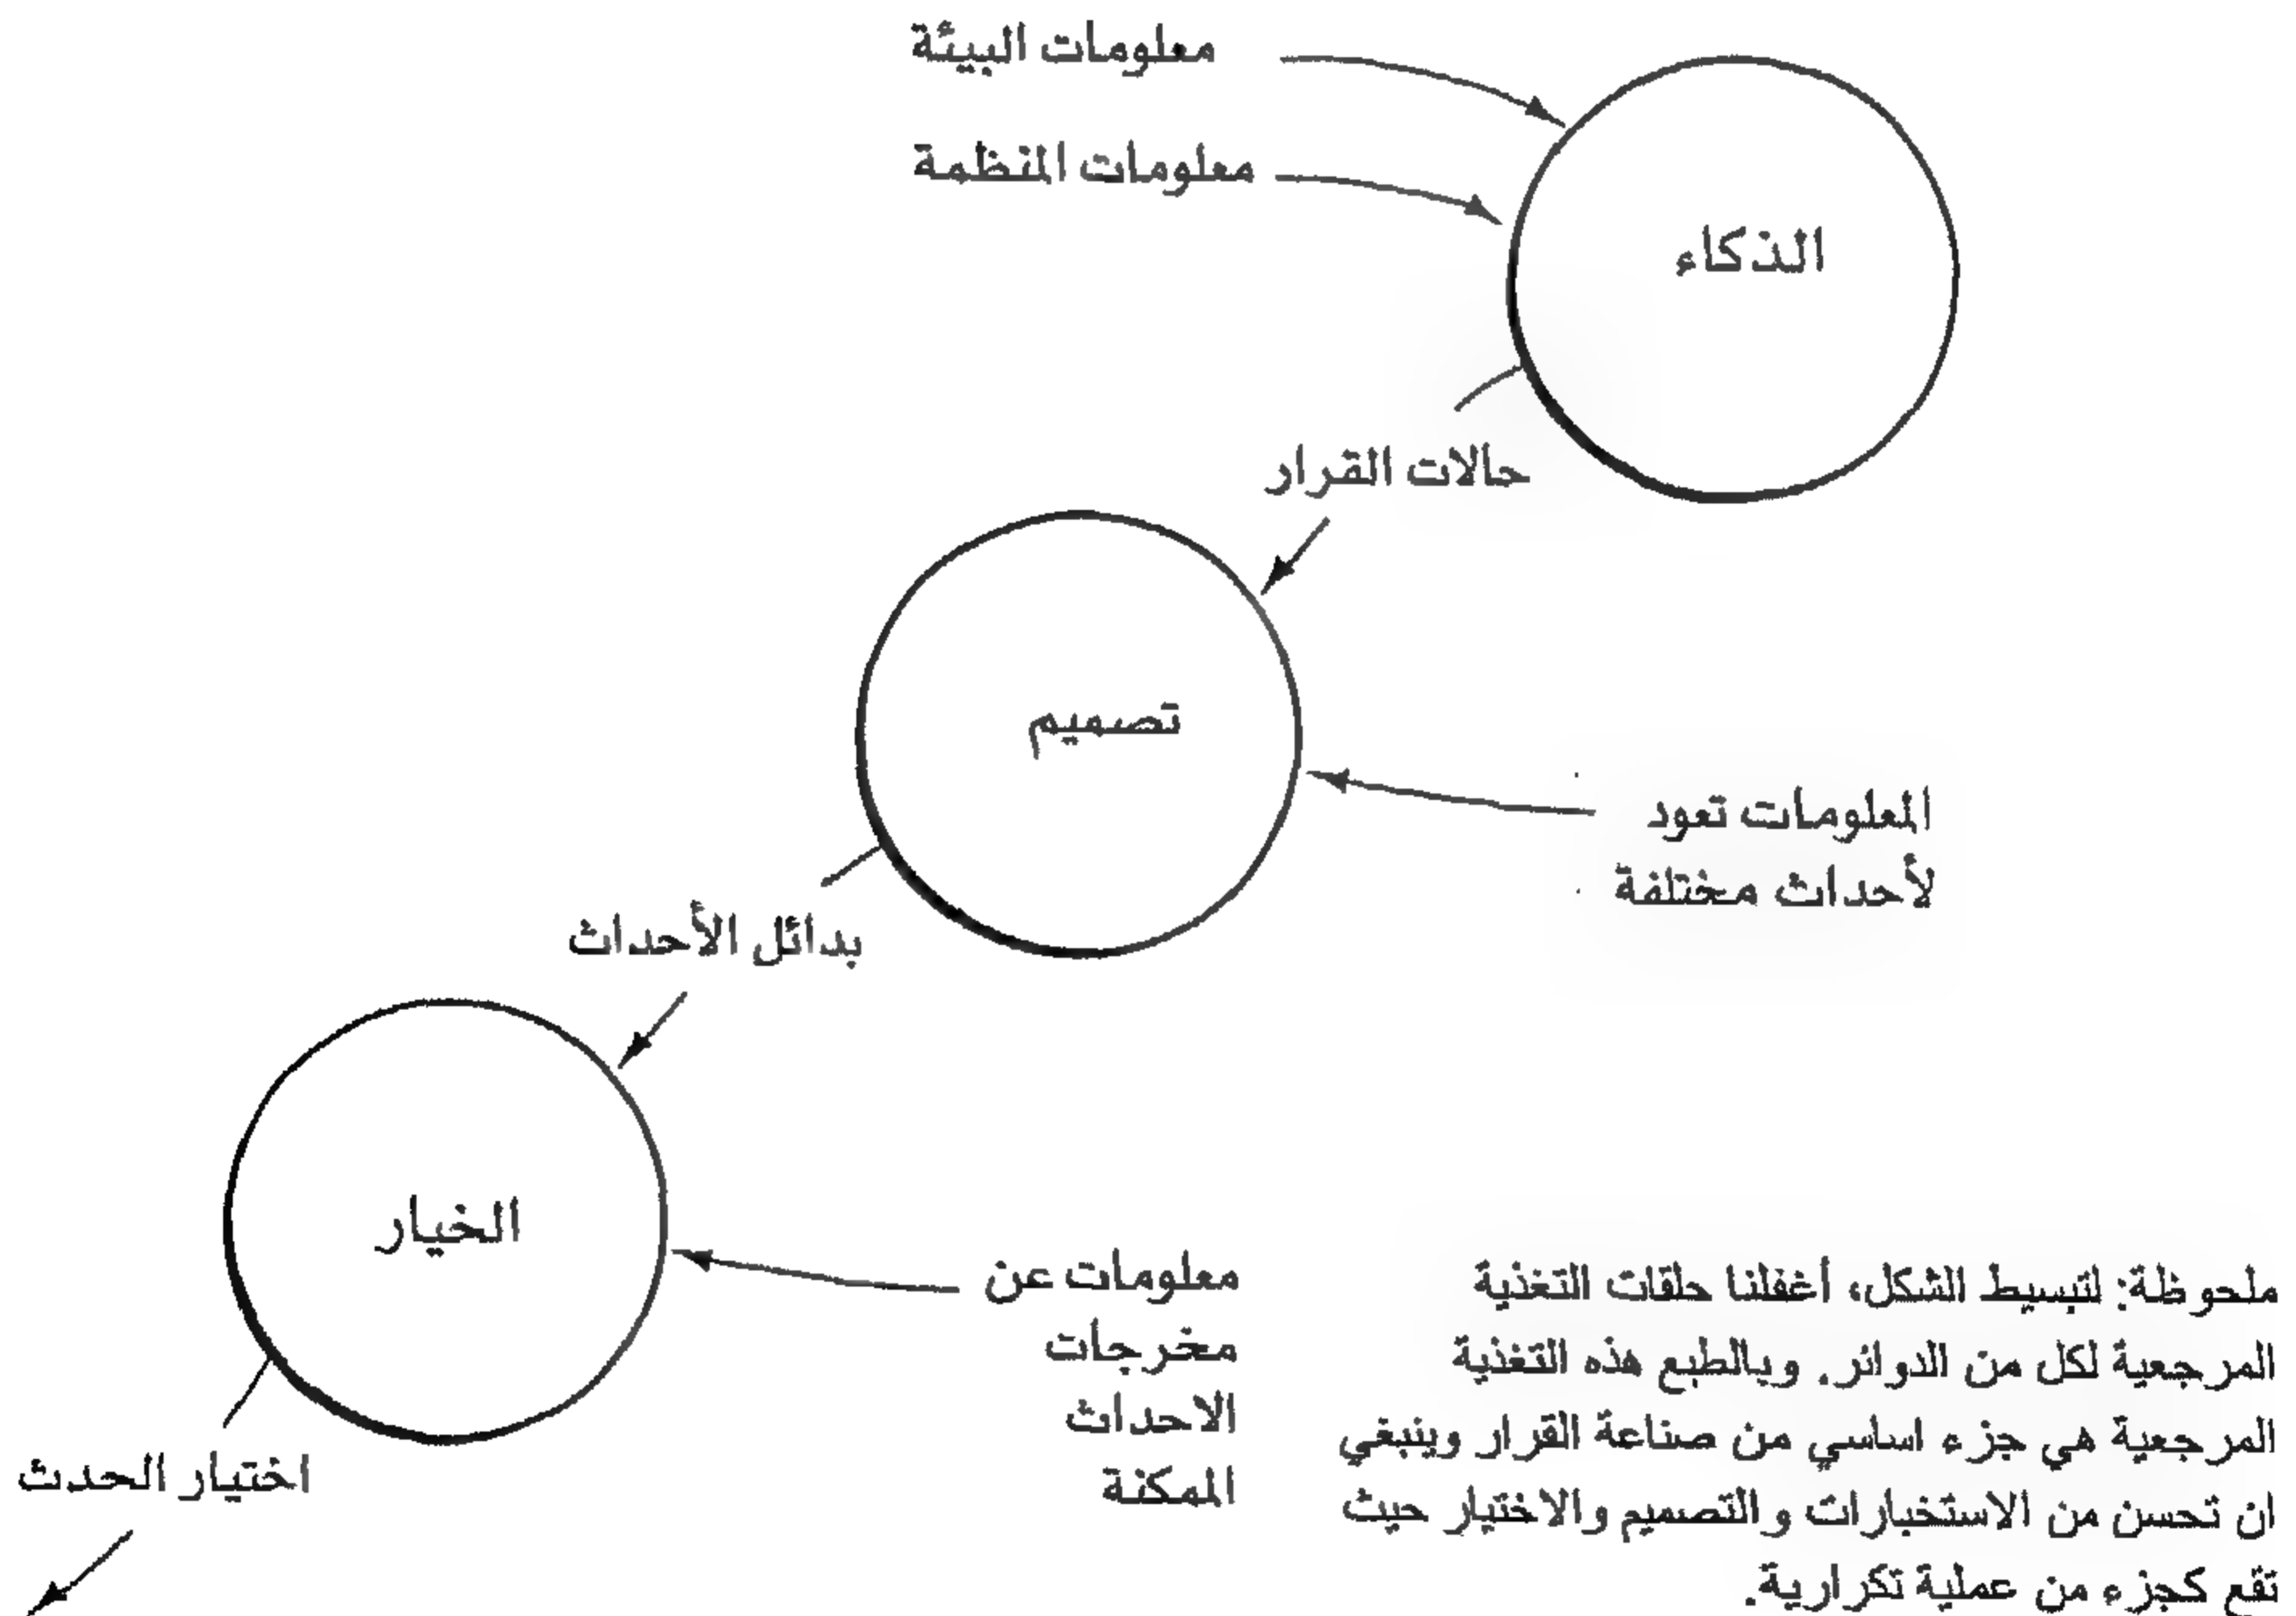 معلومات البيئة
معلومات المنظمة
الذكاء
حالات القرار
تصميم
المعلومات تعود
لأحداث مختلفة
بدائل الأحداث
الخيار
معلومات عن
مخرجات
الاحداث
الممكنة
اختيار الحدث
ملحوظة: لتبسيط الشكل، أغفلنا حلقات التغذية
المرجعية لكل من الدوائر. وبالطبع هذه التغذية
المرجعية هي جزء اساسي من صناعة القرار وينبغي
ان تحسن من الاستخبارات والتصميم والاختيار حيث
تقع كجزء من عملية تكرارية.